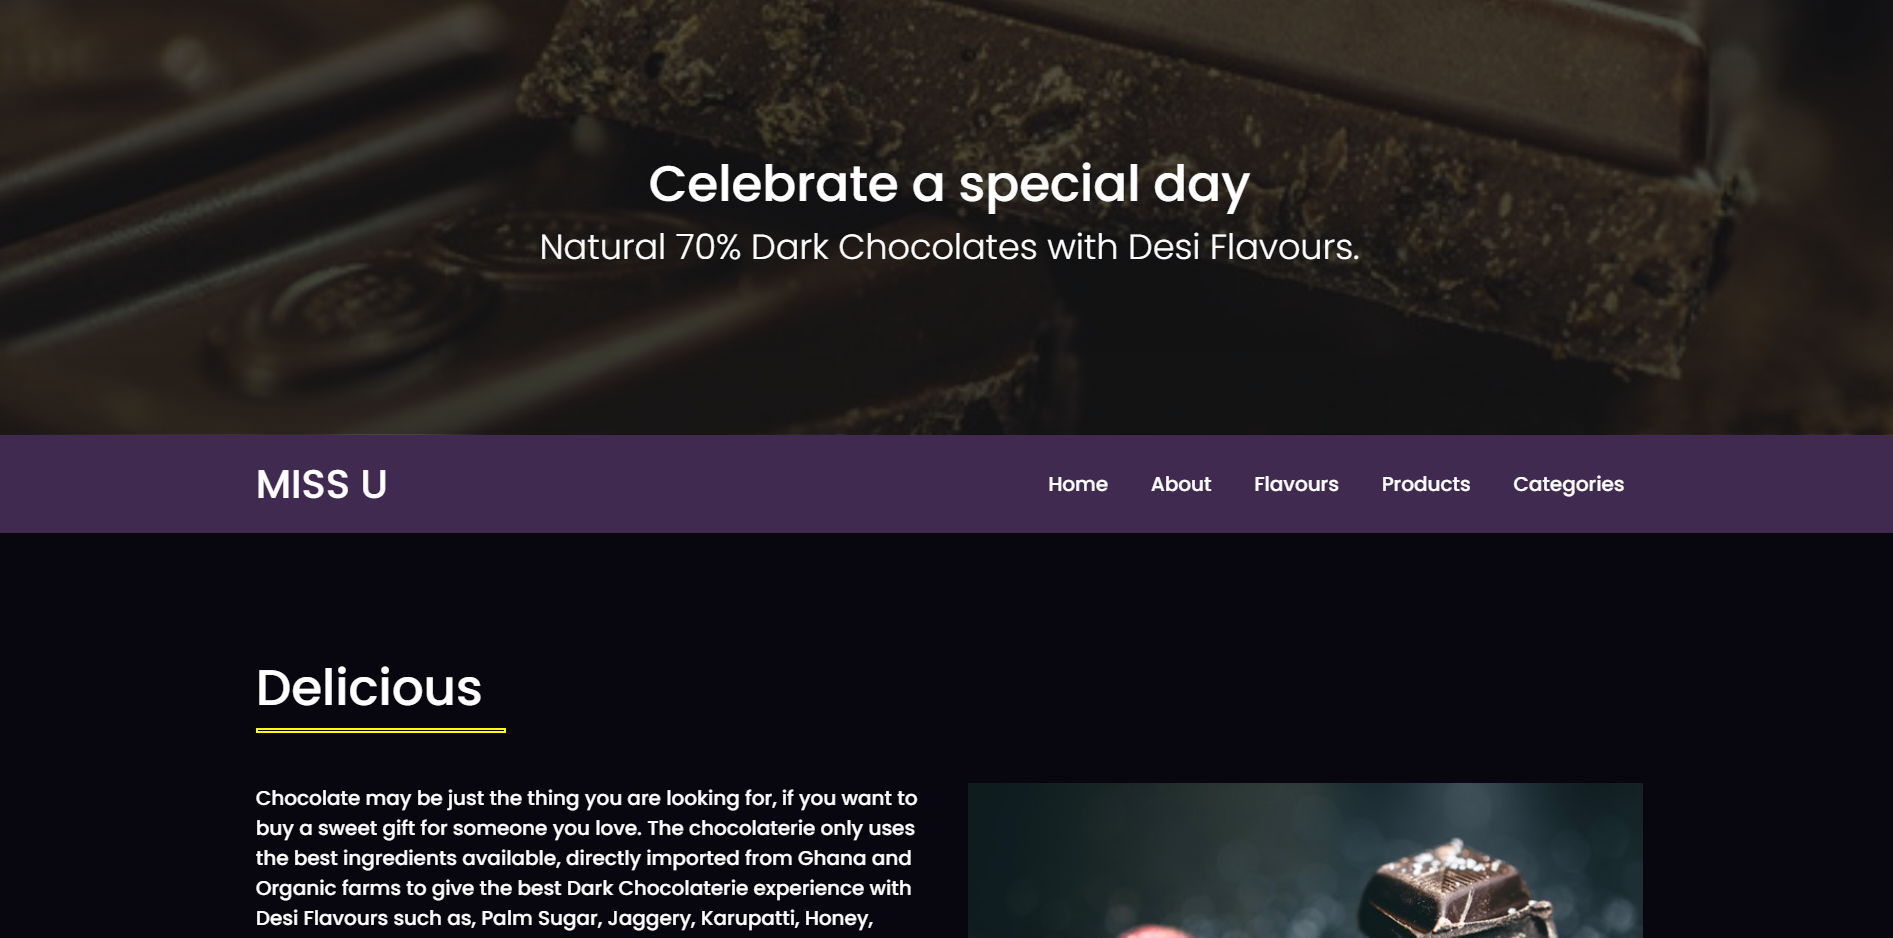 Celebrate a special day
Natural 70% Dark Chocolates with Desi Flavours.
MISS U
Home
About
Flavours
Products
Categories
Delicious
Chocolate may be just the thing you are looking for, if you want to
buy a sweet gift for someone you love. The chocolaterie only uses
the best ingredients available, directly imported from Ghana and
Organic farms to give the best Dark Chocolaterie experience with
Desi Flavours such as, Palm Sugar, Jaggery, Karupatti, Honey,